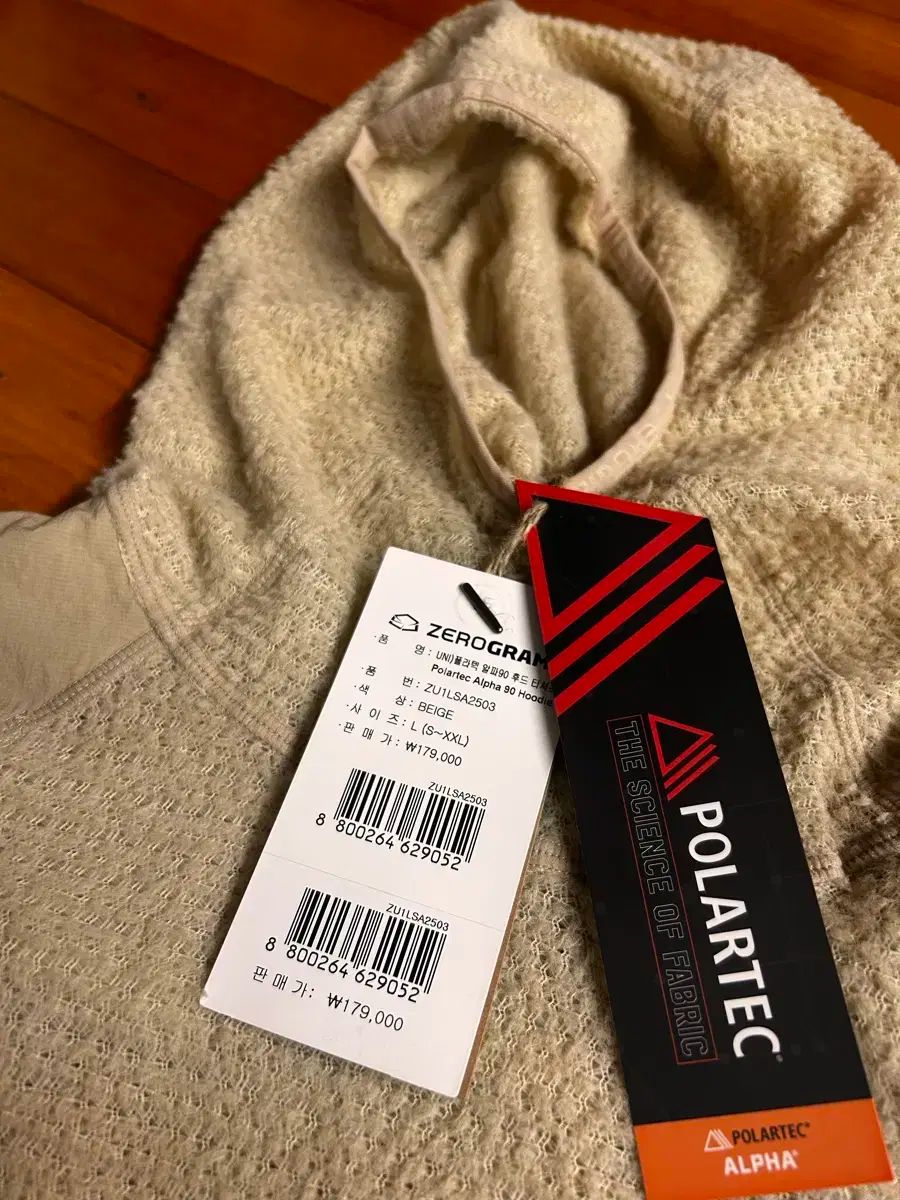 ZEROGRAM
·품 명 : UNI)폴라텍 알파90 후드 티셔츠
Polartec Alpha 90 Hoodie
·품 번 : ZU1LSA2503
·색 상 : BEIGE
·사 이 즈 : L (S~XXL)
·판 매 가 : ₩179,000
ZU1LSA2503
8 800264 629052
ZU1LSA2503
8 800264 629052
판 매 가: ₩179,000
POLARTEC®
THE SCIENCE OF FABRIC
POLARTEC®
ALPHA®